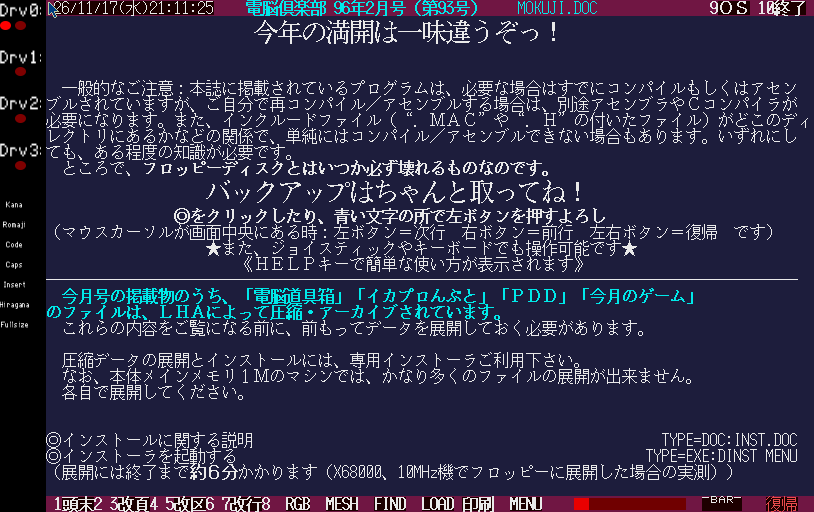 Drv0:
26/11/17(水)21:11:25 電脳倶楽部 96年2月号(第93号) MOKUJI.DOC 9OS 10終了
今年の満開は一味違うぞっ!
Drv1:
一般的なご注意:本誌に掲載されているプログラムは、必要な場合はすでにコンパイルもしくはアセン
ブルされていますが、ご自分で再コンパイル/アセンブルする場合は、別途アセンブラやCコンパイラが
Drv2:
必要になります。また、インクルードファイル(“.MAC”や“.H”の付いたファイル)がどこのディ
レクトリにあるかなどの関係で、単純にはコンパイル/アセンブルできない場合もあります。いずれにし
Drv3:
ても、ある程度の知識が必要です。
ところで、フロッピーディスクとはいつか必ず壊れるものなのです。
バックアップはちゃんと取ってね!
Kana
◎をクリックしたり、青い文字の所で左ボタンを押すよろし
Romaji
(マウスカーソルが画面中央にある時:左ボタン=次行 右ボタン=前行 左右ボタン=復帰 です)
Code
★また、ジョイスティックやキーボードでも操作可能です★
Caps
《HELPキーで簡単な使い方が表示されます》
Insert
今月号の掲載物のうち、「電脳道具箱」「イカプロんぶと」「PDD」「今月のゲーム」
Hiragana
のファイルは、LHAによって圧縮・アーカイブされています。
Fullsize
これらの内容をご覧になる前に、前もってデータを展開しておく必要があります。
圧縮データの展開とインストールには、専用インストーラご利用下さい。
なお、本体メインメモリ1Mのマシンでは、かなり多くのファイルの展開が出来ません。
各自で展開してください。
◎インストールに関する説明 TYPE=DOC:INST.DOC
◎インストーラを起動する TYPE=EXE:DINST MENU
(展開には終了まで約6分かかります(X68000、10MHz機でフロッピーに展開した場合の実測))
1頭末2 3改頁4 5改区6 7改行8 RGB MESH FIND LOAD 印刷 MENU -BAR- 復帰